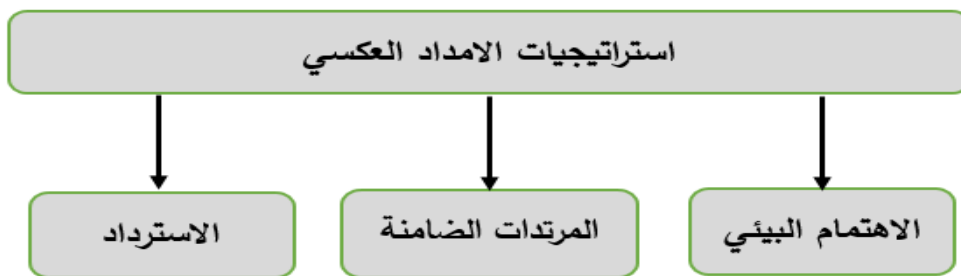 استراتيجيات الامداد العكسي
الاهتمام البيئي
المرتدات الضامنة
الاسترداد